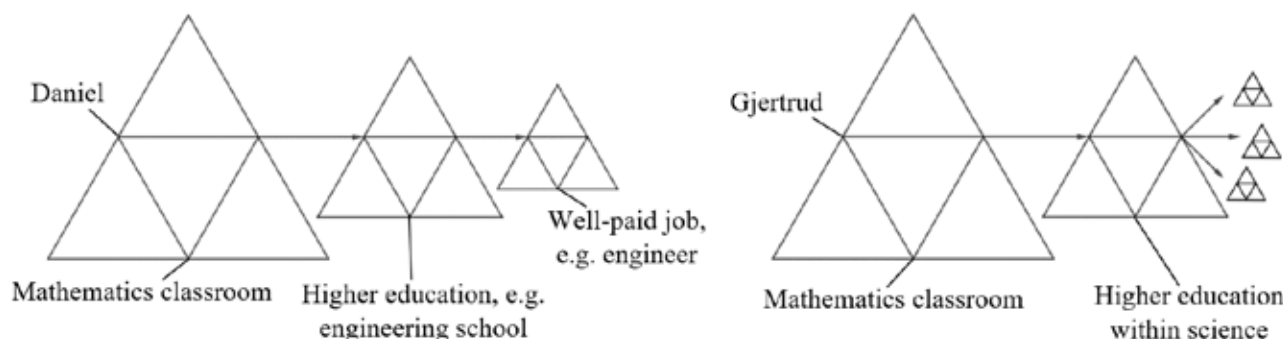 Daniel
Mathematics classroom
Higher education, e.g.
engineering school
Well-paid job,
e.g. engineer
Gjertrud
Mathematics classroom
Higher education
within science